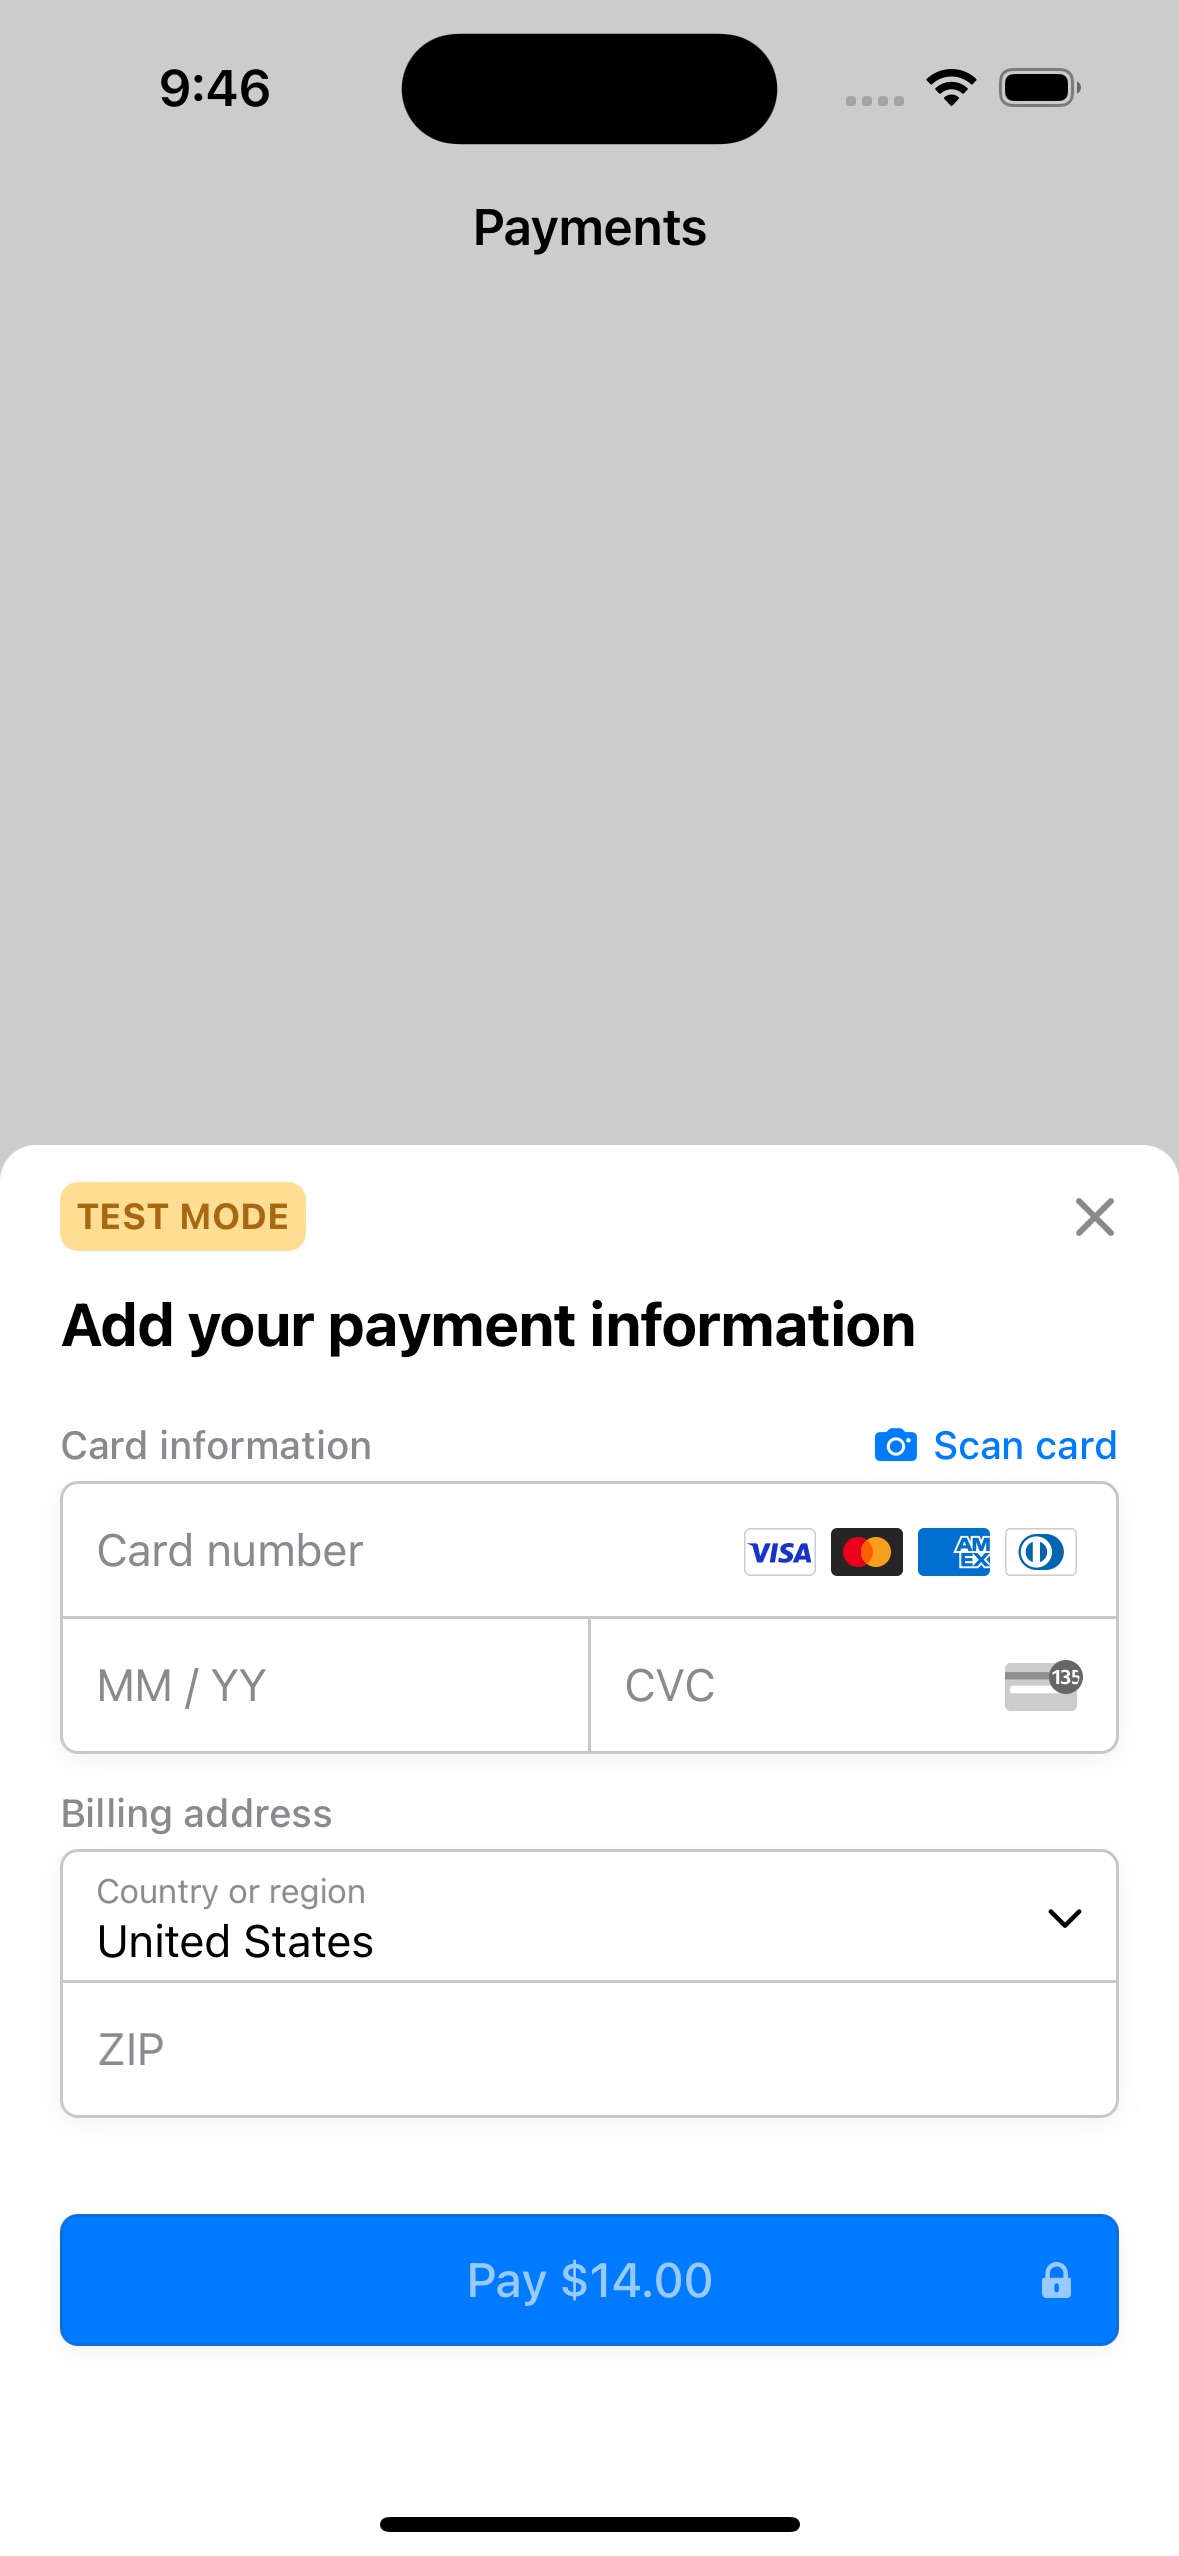 9:46
Payments
TEST MODE
Add your payment information
Card information
Scan card
Card number
VISA
AM
EX
MM / YY
CVC
135
Billing address
Country or region
United States
ZIP
Pay $14.00